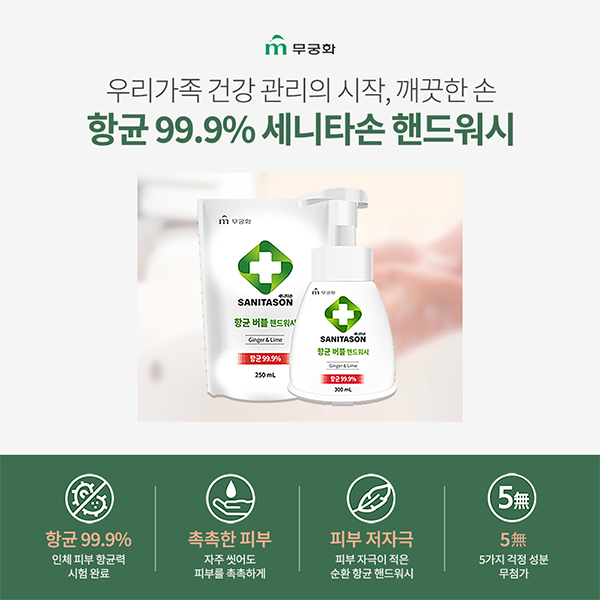 무궁화
우리가족 건강 관리의 시작, 깨끗한 손
항균 99.9% 세니타손 핸드워시
무궁화
SANITASON
항균 버블 핸드워시
Ginger & Lime
항균 99.9%
250 mL
무궁화
SANITASON
항균 버블 핸드워시
Ginger & Lime
항균 99.9%
300 mL
항균 99.9%
인체 피부 항균력
시험 완료
촉촉한 피부
자주 씻어도
피부를 촉촉하게
피부 저자극
피부 자극이 적은
순환 항균 핸드워시
5無
5無
5가지 걱정 성분
무첨가